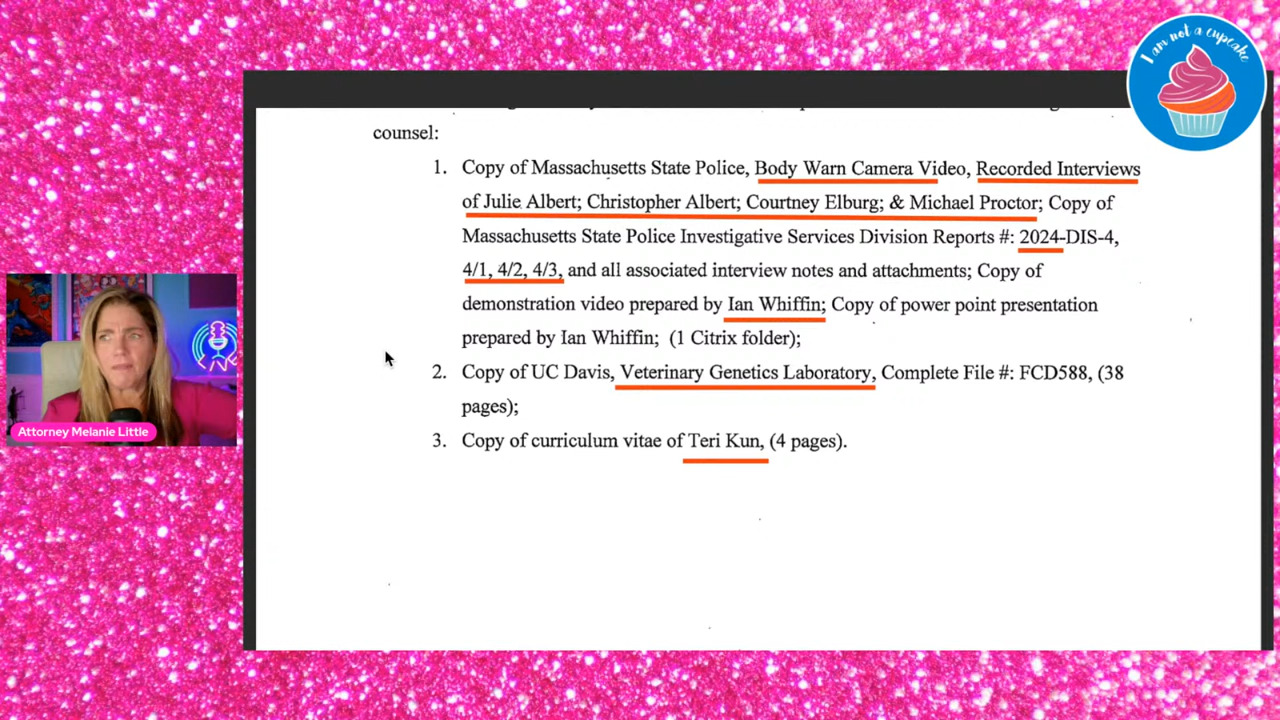 I am not a cupcake
counsel:
1. Copy of Massachusetts State Police, Body Warn Camera Video, Recorded Interviews
of Julie Albert; Christopher Albert; Courtney Elburg; & Michael Proctor; Copy of
Massachusetts State Police Investigative Services Division Reports #: 2024-DIS-4,
4/1, 4/2, 4/3, and all associated interview notes and attachments; Copy of
demonstration video prepared by Ian Whiffin; Copy of power point presentation
prepared by Ian Whiffin; (1 Citrix folder);
2. Copy of UC Davis, Veterinary Genetics Laboratory, Complete File #: FCD588, (38
pages);
3. Copy of curriculum vitae of Teri Kun, (4 pages).
Attorney Melanie Little